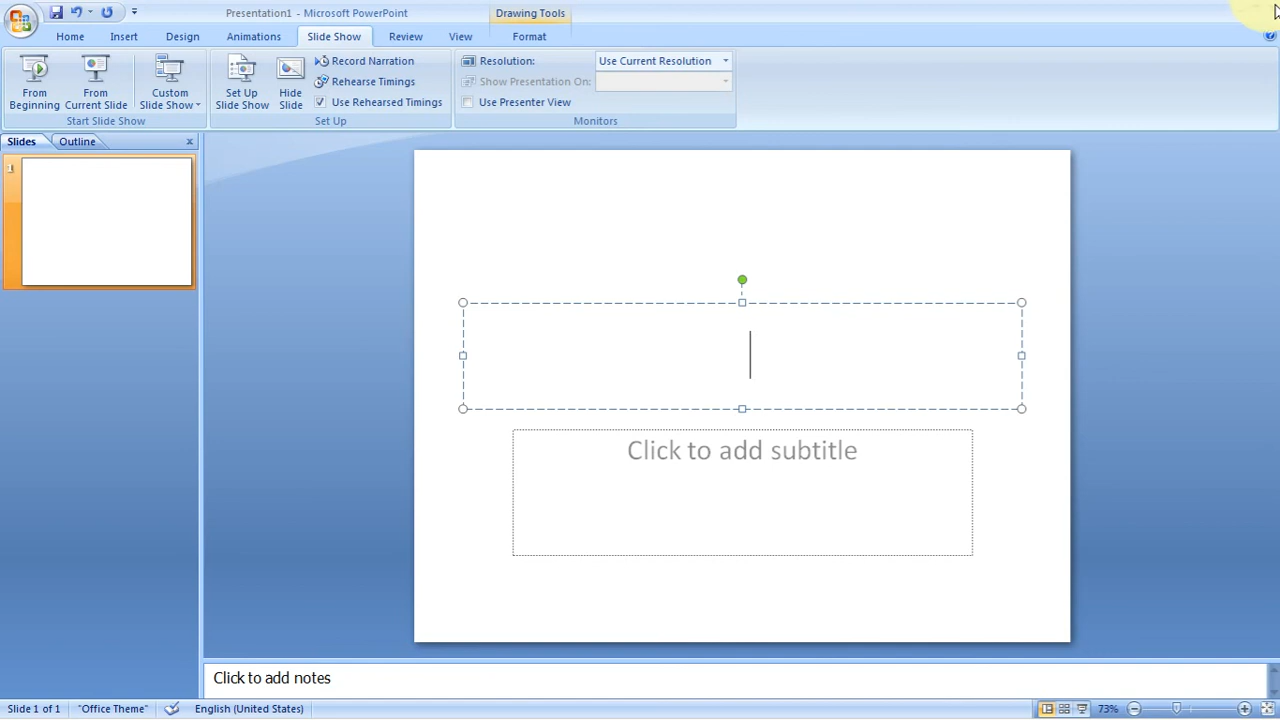 Presentation1 - Microsoft PowerPoint
Drawing Tools
Home
Insert
Design
Animations
Slide Show
Review
View
Format
From Beginning
From Current Slide
Custom Slide Show
Start Slide Show
Set Up Slide Show
Hide Slide
Record Narration
Rehearse Timings
Use Rehearsed Timings
Set Up
Resolution:
Use Current Resolution
Show Presentation On:
Use Presenter View
Monitors
Slides
Outline
1
Click to add subtitle
Click to add notes
Slide 1 of 1
"Office Theme"
English (United States)
73%